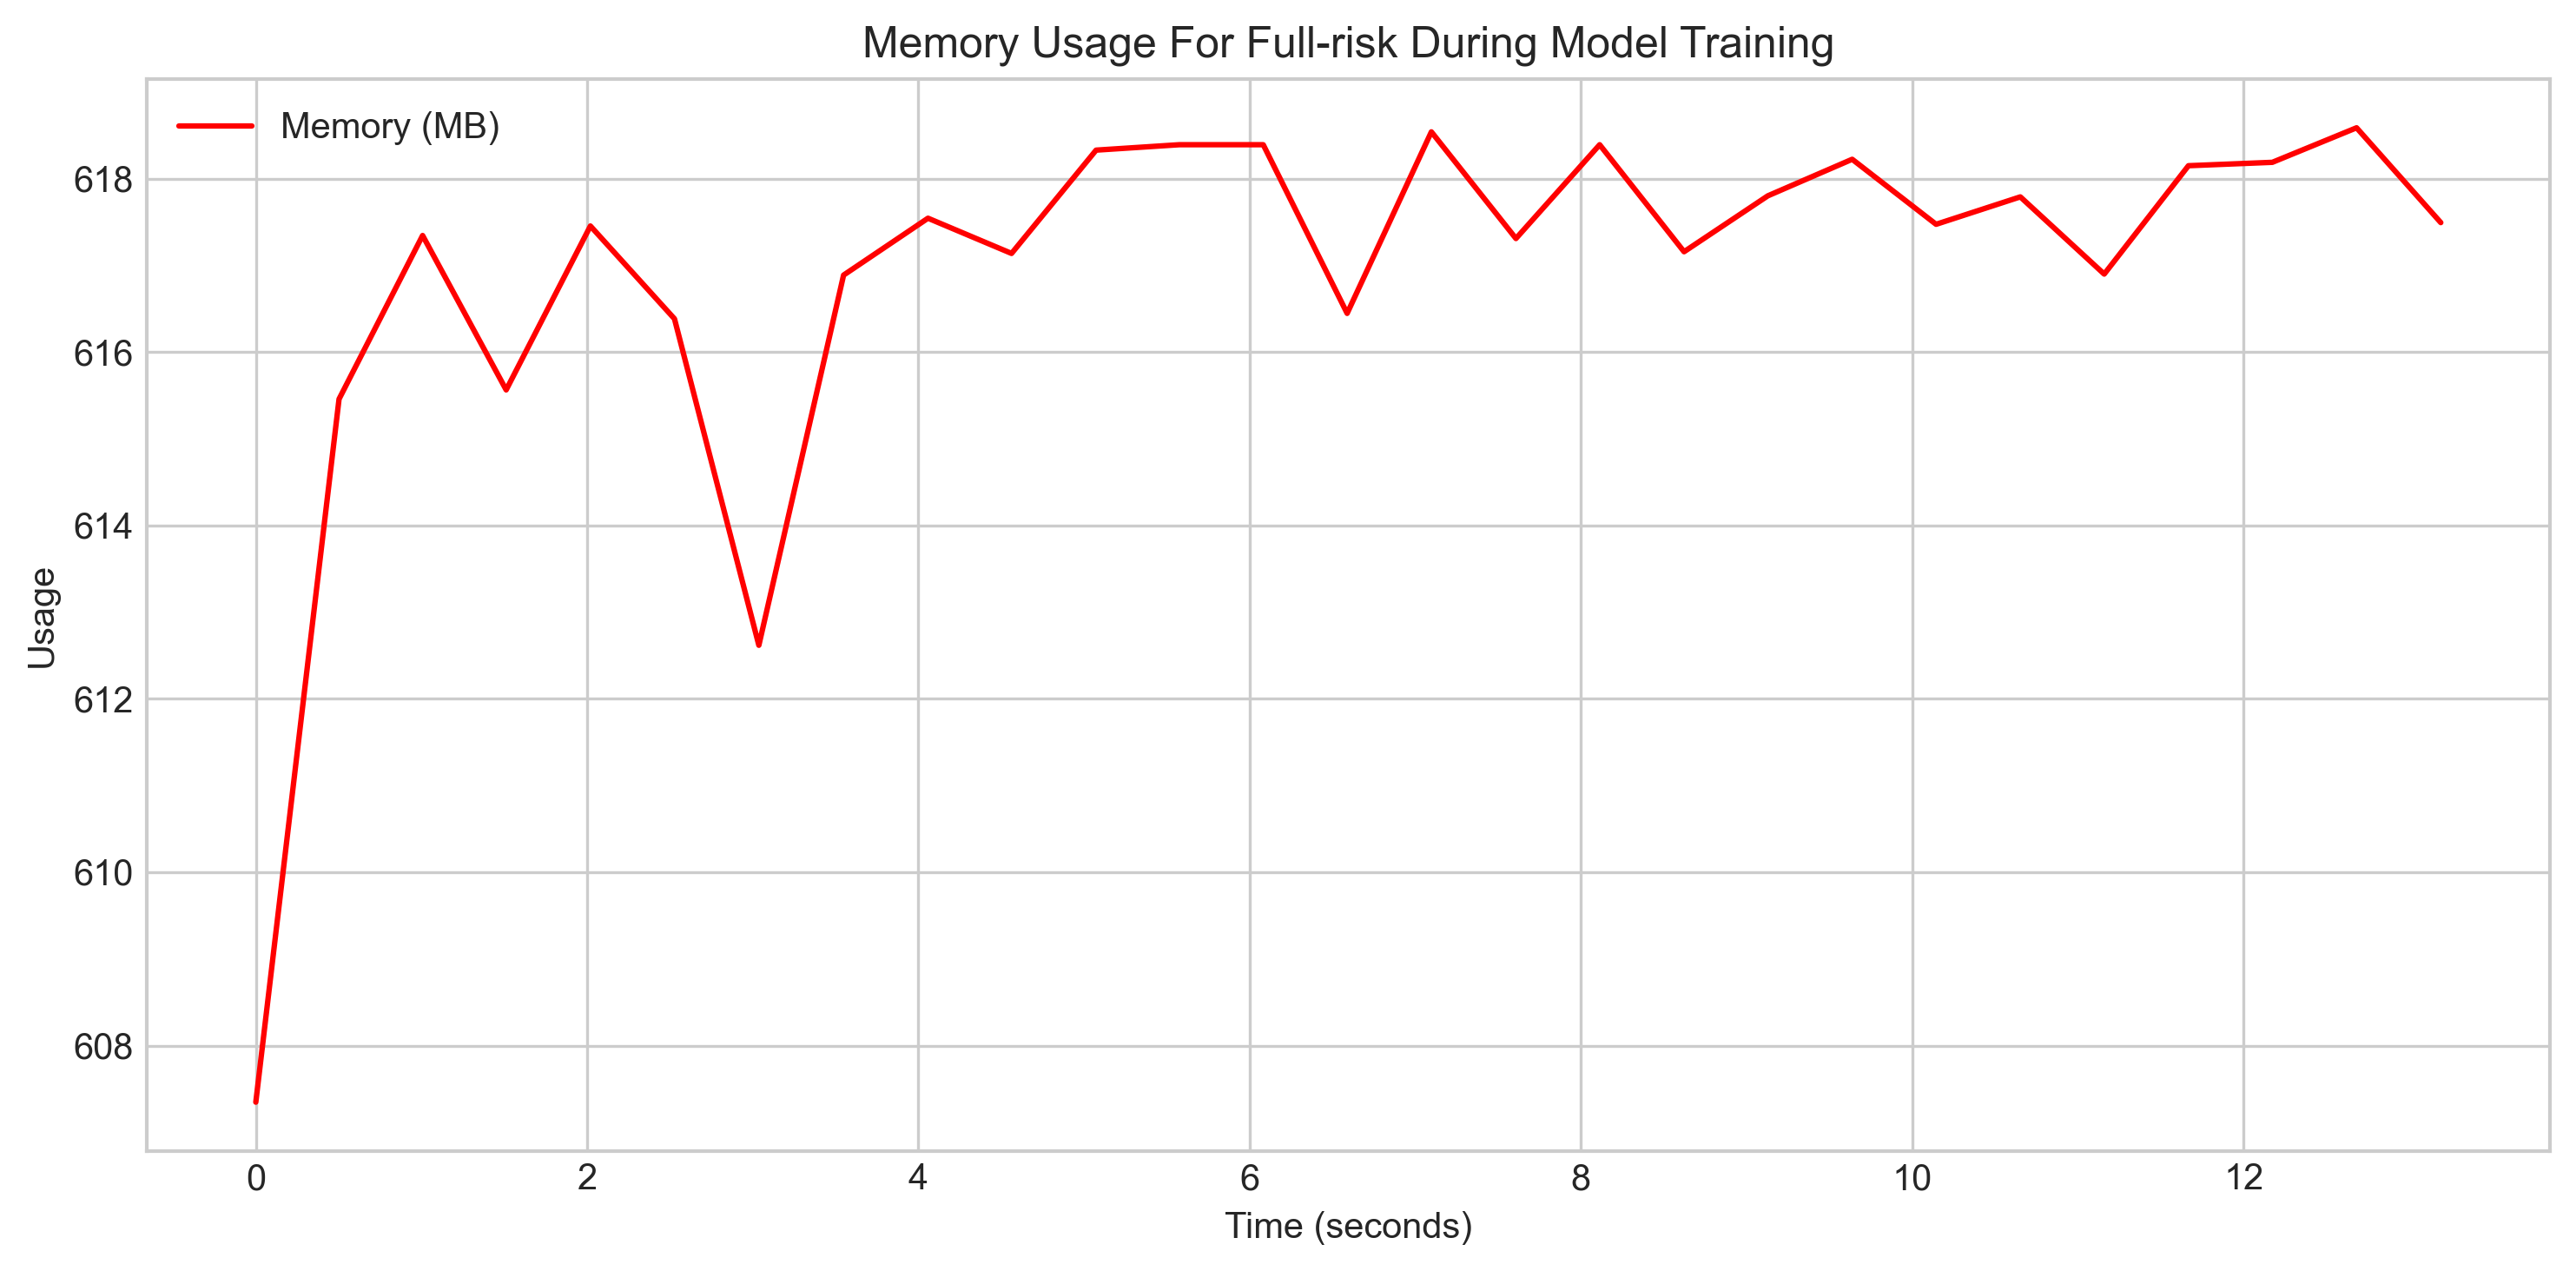 Memory Usage For Full-risk During Model Training
Memory (MB)
618
616
614
612
610
608
Usage
0 2 4 6 8 10 12
Time (seconds)